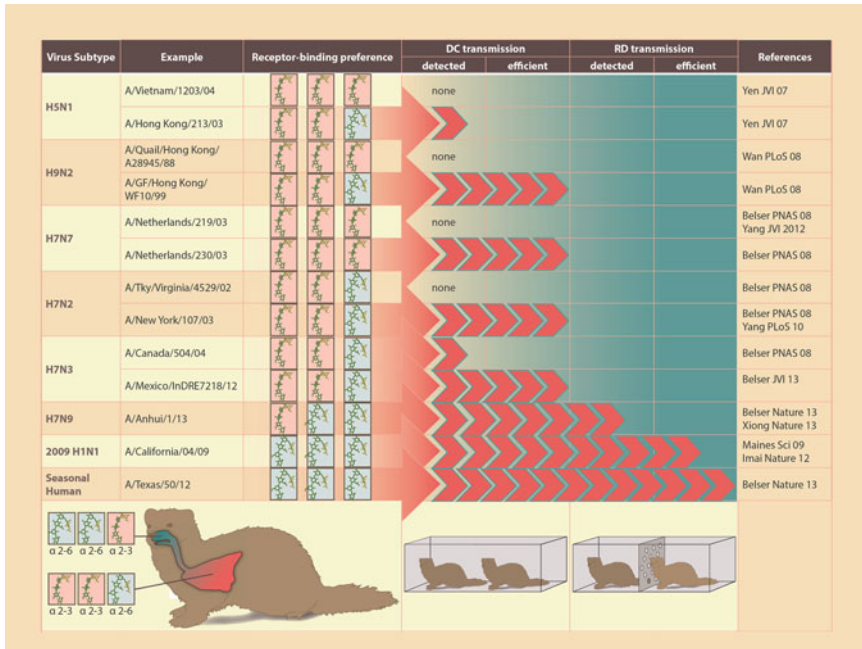 Virus Subtype Example Receptor-binding preference DC transmission RD transmission References
detected efficient detected efficient
H5N1
A/Vietnam/1203/04 none Yen JVI 07
A/Hong Kong/213/03 Yen JVI 07
H9N2
A/Quail/Hong Kong/
A28945/88 none Wan PLoS 08
A/GF/Hong Kong/
WF10/99 Wan PLoS 08
H7N7
A/Netherlands/219/03 none Belser PNAS 08
Yang JVI 2012
A/Netherlands/230/03 Belser PNAS 08
H7N2
A/Tky/Virginia/4529/02 none Belser PNAS 08
A/New York/107/03 Belser PNAS 08
Yang PLoS 10
H7N3
A/Canada/504/04 Belser PNAS 08
A/Mexico/InDRE7218/12 Belser JVI 13
H7N9 A/Anhui/1/13 Belser Nature 13
Xiong Nature 13
2009 H1N1 A/California/04/09 Maines Sci 09
Imai Nature 12
Seasonal
Human A/Texas/50/12 Belser Nature 13
α 2-6 α 2-6 α 2-3
α 2-3 α 2-3 α 2-6